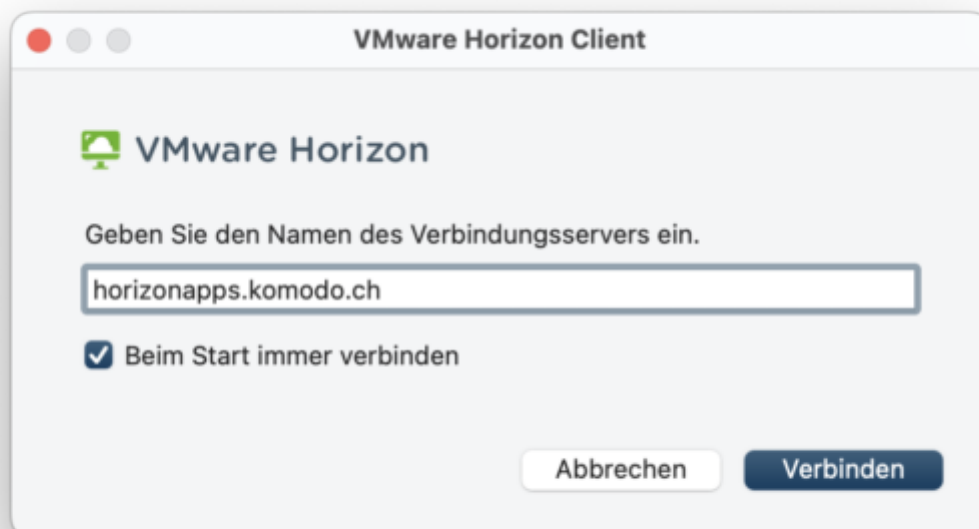 VMware Horizon Client
VMware Horizon
Geben Sie den Namen des Verbindungsservers ein.
horizonapps.komodo.ch
Beim Start immer verbinden
Abbrechen
Verbinden